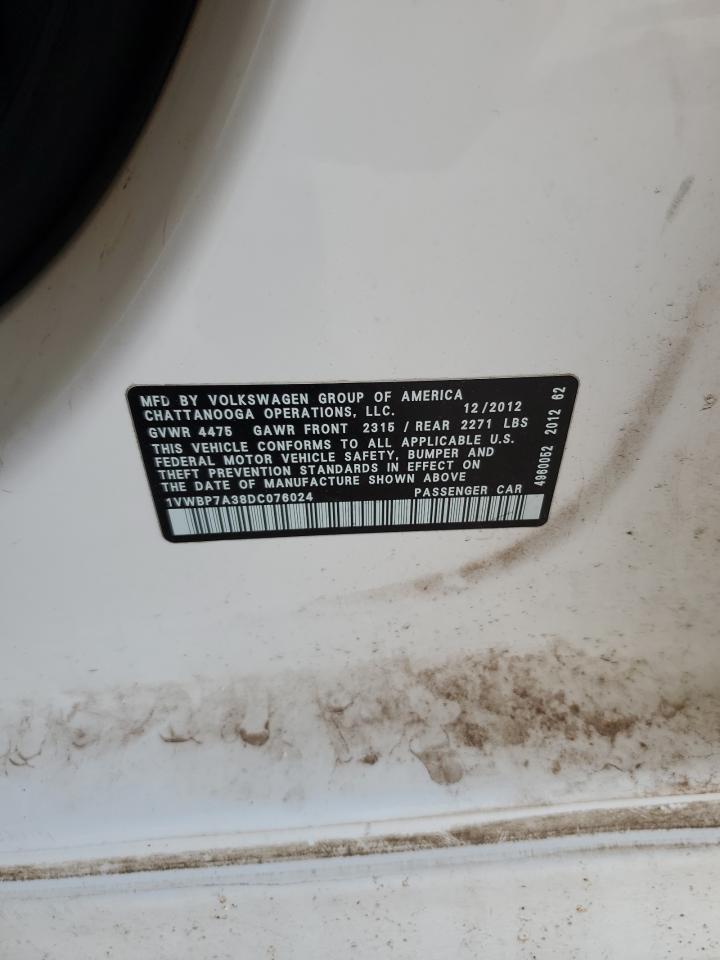 MFD BY VOLKSWAGEN GROUP OF AMERICA
CHATTANOOGA OPERATIONS, LLC. 12/2012
GVWR 4475 GAWR FRONT 2315 / REAR 2271 LBS
THIS VEHICLE CONFORMS TO ALL APPLICABLE U.S.
FEDERAL MOTOR VEHICLE SAFETY, BUMPER AND
THEFT PREVENTION STANDARDS IN EFFECT ON
THE DATE OF MANUFACTURE SHOWN ABOVE
1VWBP7A38DC076024 PASSENGER CAR
4960052 2012 62